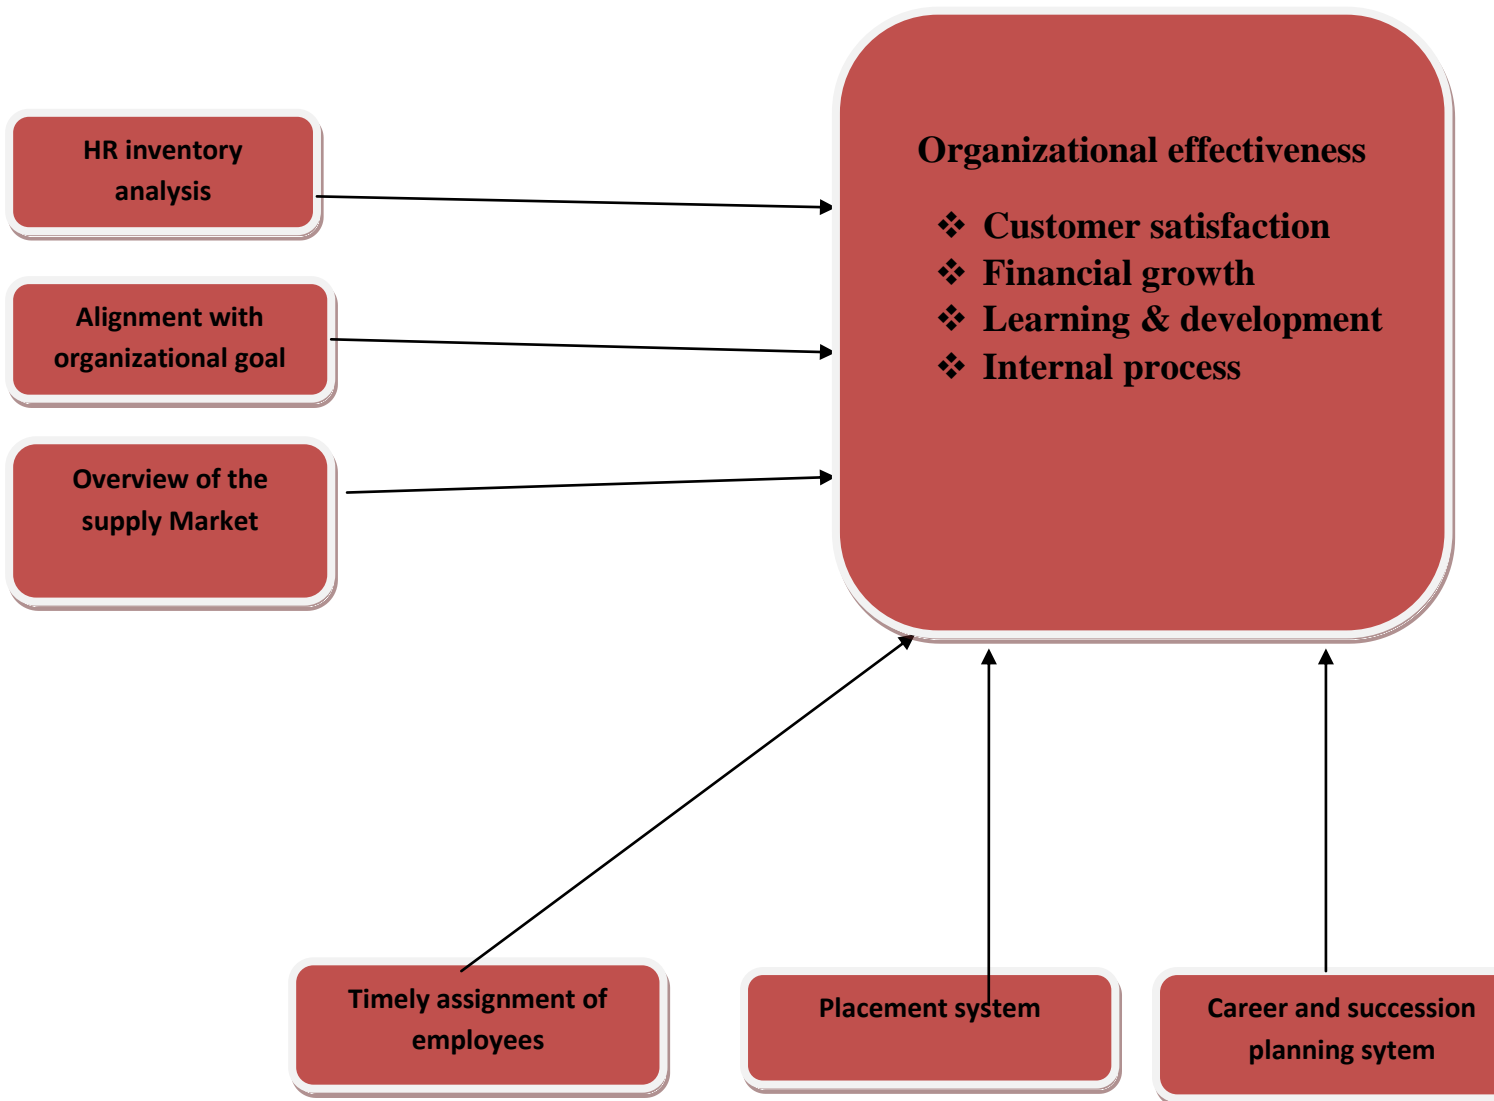 HR inventory
analysis
Alignment with
organizational goal
Overview of the
supply Market
Organizational effectiveness
❖ Customer satisfaction
❖ Financial growth
❖ Learning & development
❖ Internal process
Timely assignment of
employees
Placement system
Career and succession
planning sytem